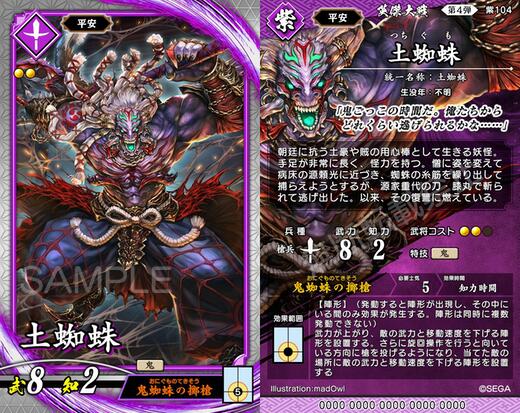 平安
SAMPLE
土蜘蛛
鬼
武8 知2
おにぐものてきそう
鬼蜘蛛の擲槍
5
紫
平安
英傑大戦 第4弾 紫104
つちぐも
土蜘蛛
統一名称：土蜘蛛
生没年：不明
「鬼ごっこの時間だ。俺たちから
どれくらい逃げられるかな……」
朝廷に抗う土豪や賊の用心棒として生きる妖怪。
手足が非常に長く、怪力を持つ。僧に姿を変えて
病床の源頼光に近づき、蜘蛛の糸筋を繰り出して
捕らえようとするが、源家重代の刀・膝丸で斬ら
れて逃げ出した。以来、その復讐に燃えている。
兵種 武力 知力 武将コスト
槍兵 8 2 特技 鬼
おにぐものてきそう 必要士気 効果時間
鬼蜘蛛の擲槍 5 知力時間
効果範囲
【陣形】（発動すると陣形が出現し、その中に
いる間のみ効果が発生する。陣形は同時に複数
発動できない）
武力が上がり、敵の武力と移動速度を下げる陣形
を設置する。さらに旋回操作を行うと向いて
いる方向に槍を投げるようになり、当てた敵の
場所に敵の武力と移動速度を下げる陣形を設置
する
Illustration:madOwl ©SEGA
0000 0000 0000 0000 0000